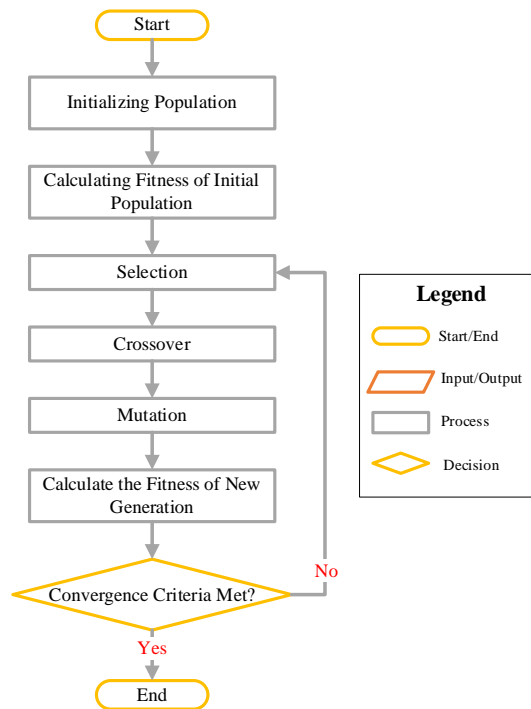 Start
Initializing Population
Calculating Fitness of Initial
Population
Selection
Crossover
Mutation
Calculate the Fitness of New
Generation
Convergence Criteria Met?
No
Yes
End
Legend
Start/End
Input/Output
Process
Decision